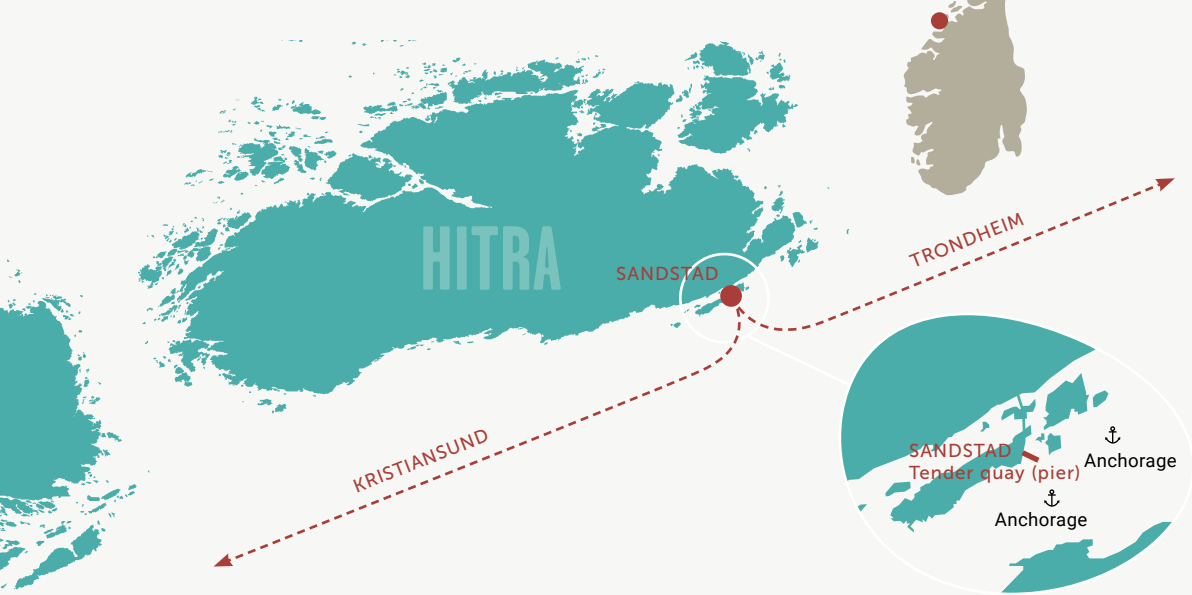 HITRA
SANDSTAD
TRONDHEIM
KRISTIANSUND
SANDSTAD
Tender quay (pier)
Anchorage
Anchorage